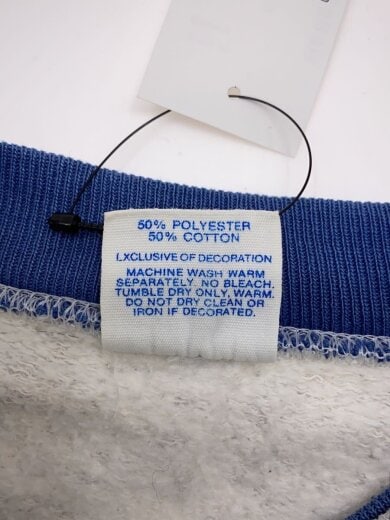 50% POLYESTER
50% COTTON
LXCLUSIVE OF DECORATION
MACHINE WASH WARM
SEPARATELY. NO BLEACH.
TUMBLE DRY ONLY, WARM.
DO NOT DRY CLEAN OR
IRON IF DECORATED.